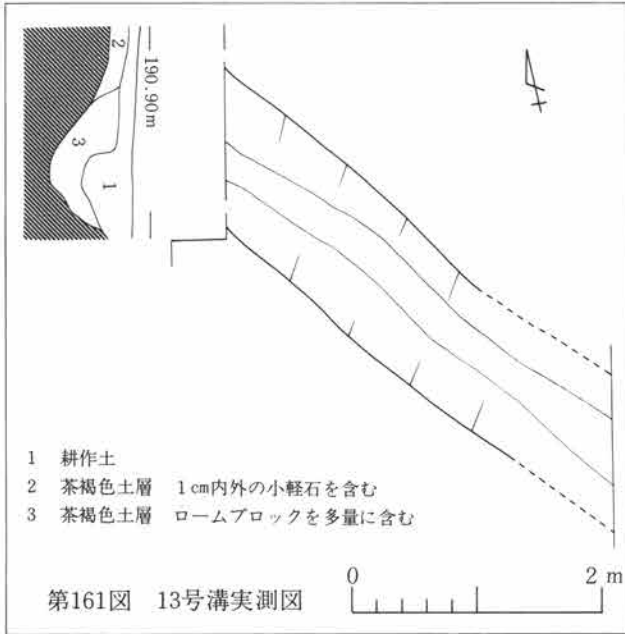 2
190.90m
3
1
1 耕作土
2 茶褐色土層 1cm内外の小軽石を含む
3 茶褐色土層 ロームブロックを多量に含む
第161図 13号溝実測図
0 2 m